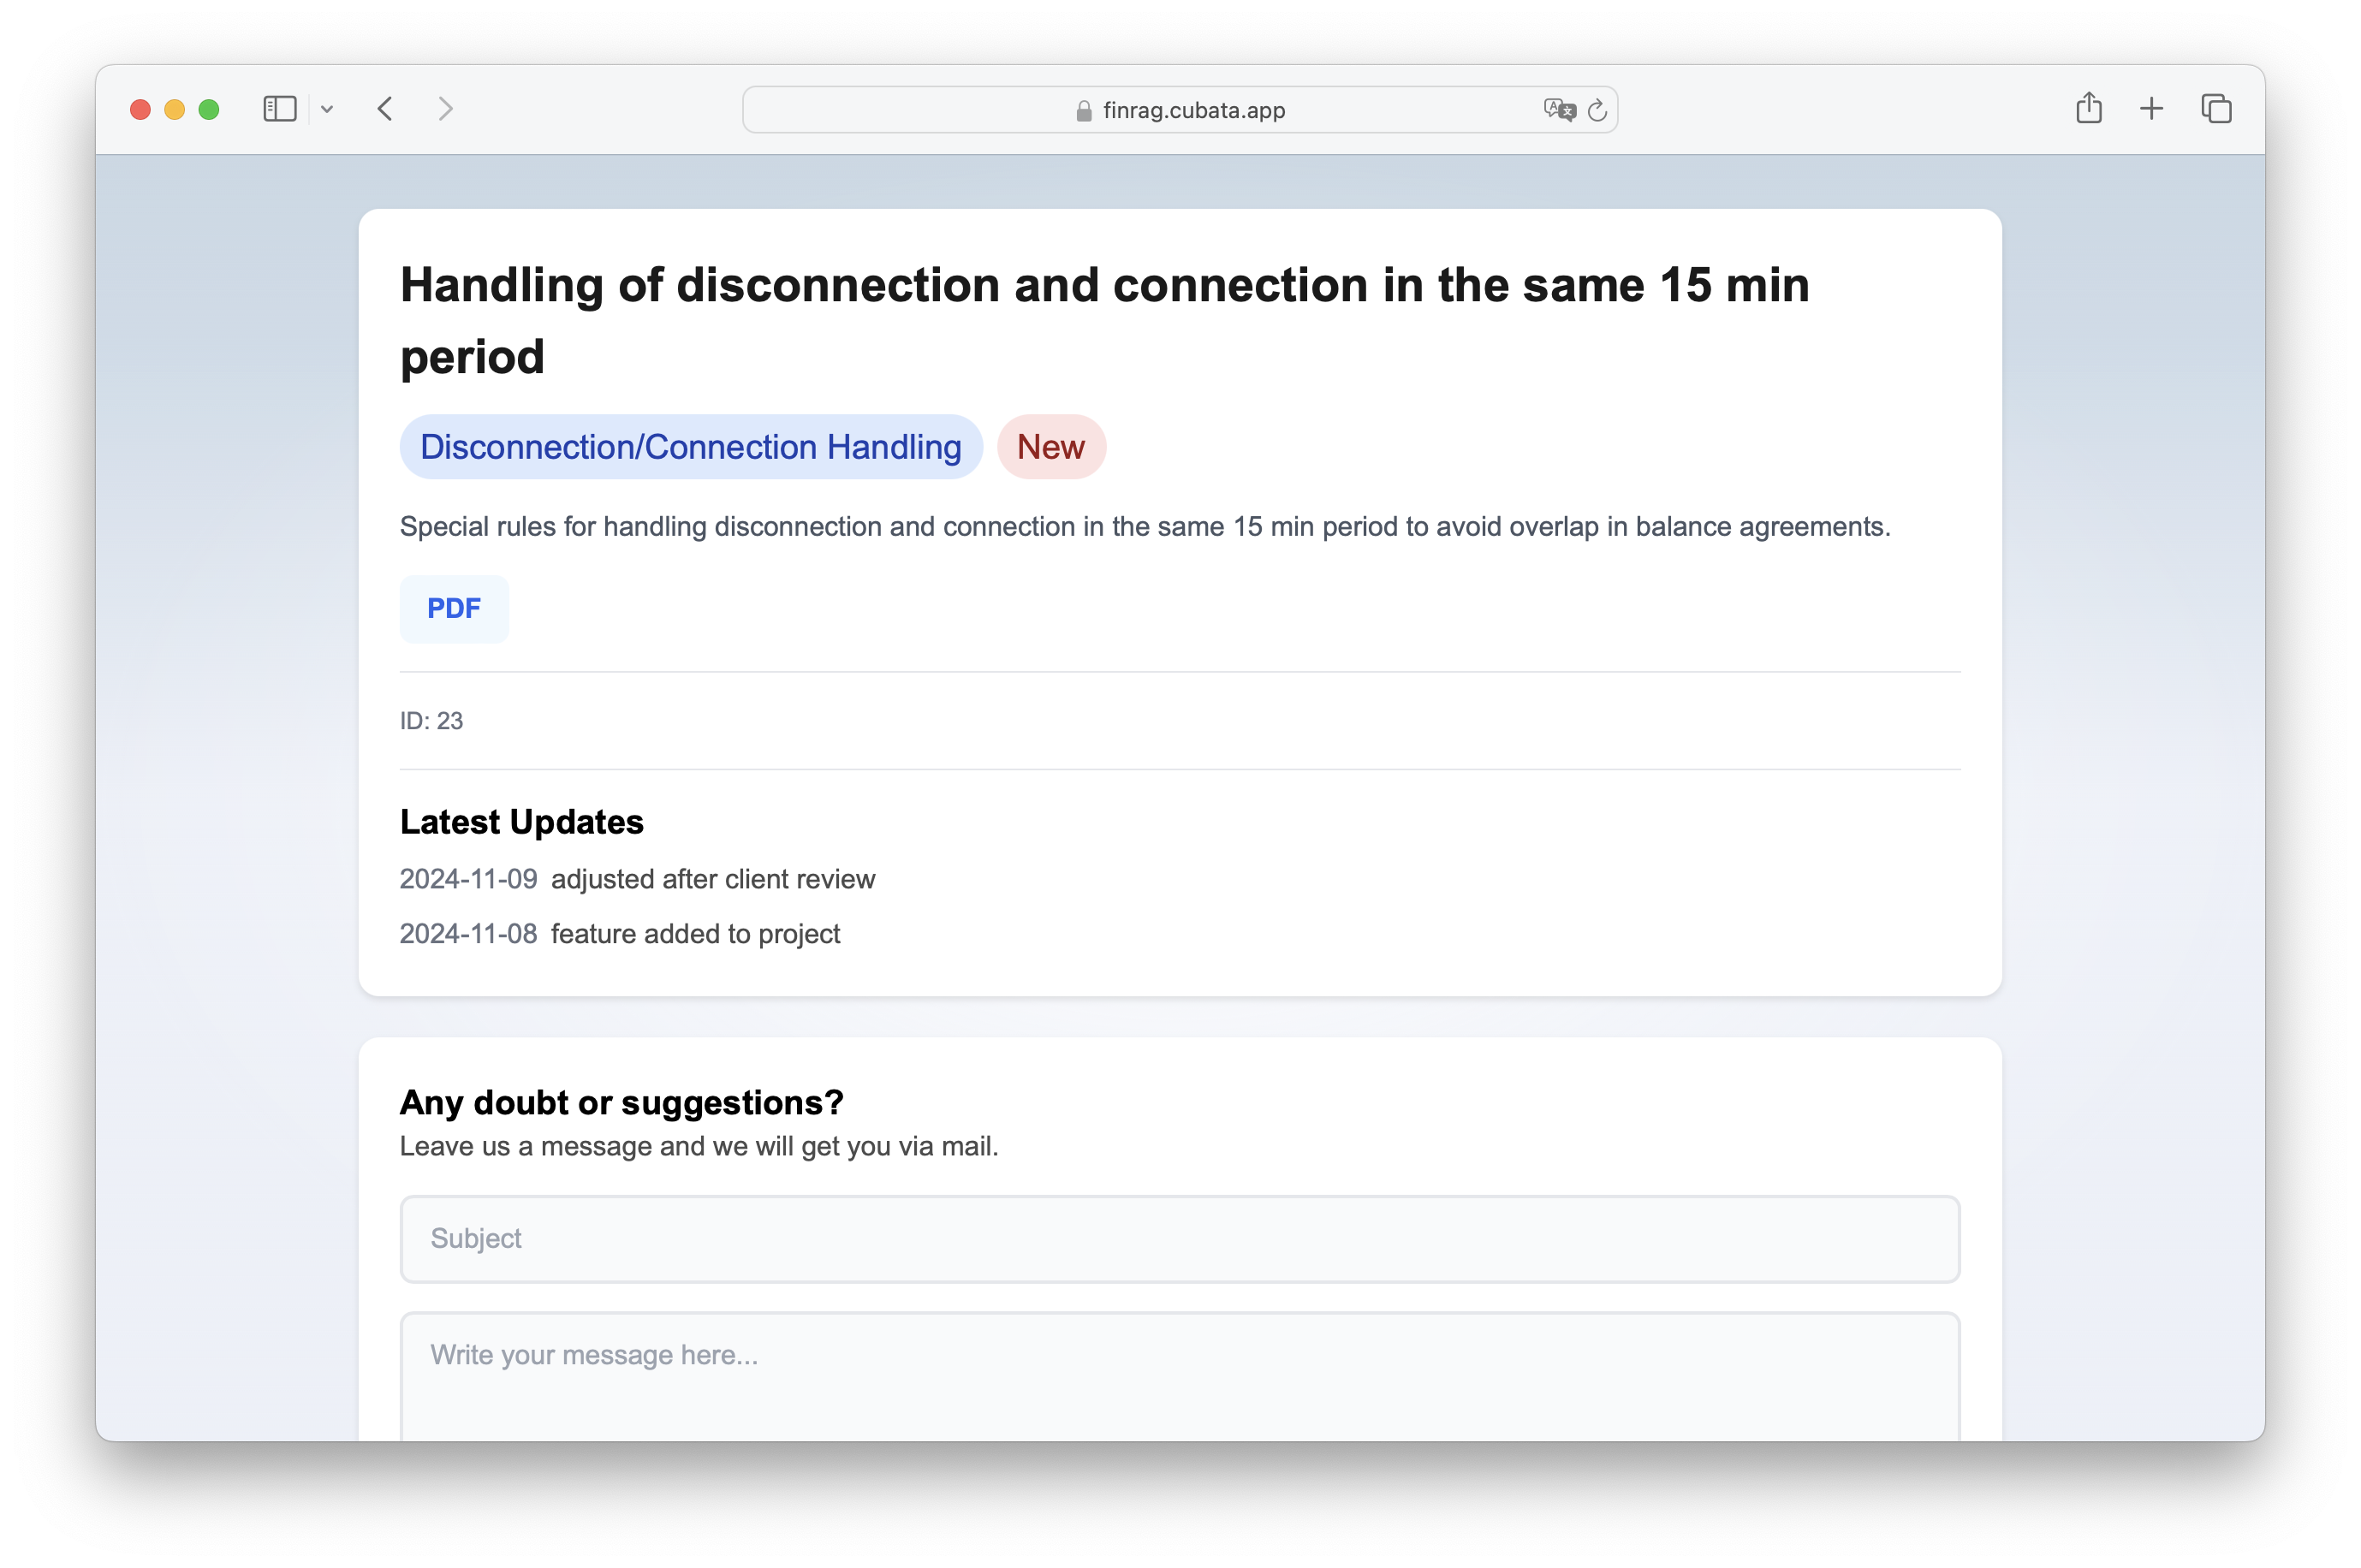 finrag.cubata.app
Handling of disconnection and connection in the same 15 min
period
Disconnection/Connection Handling New
Special rules for handling disconnection and connection in the same 15 min period to avoid overlap in balance agreements.
PDF
ID: 23
Latest Updates
2024-11-09 adjusted after client review
2024-11-08 feature added to project
Any doubt or suggestions?
Leave us a message and we will get you via mail.
Subject
Write your message here...